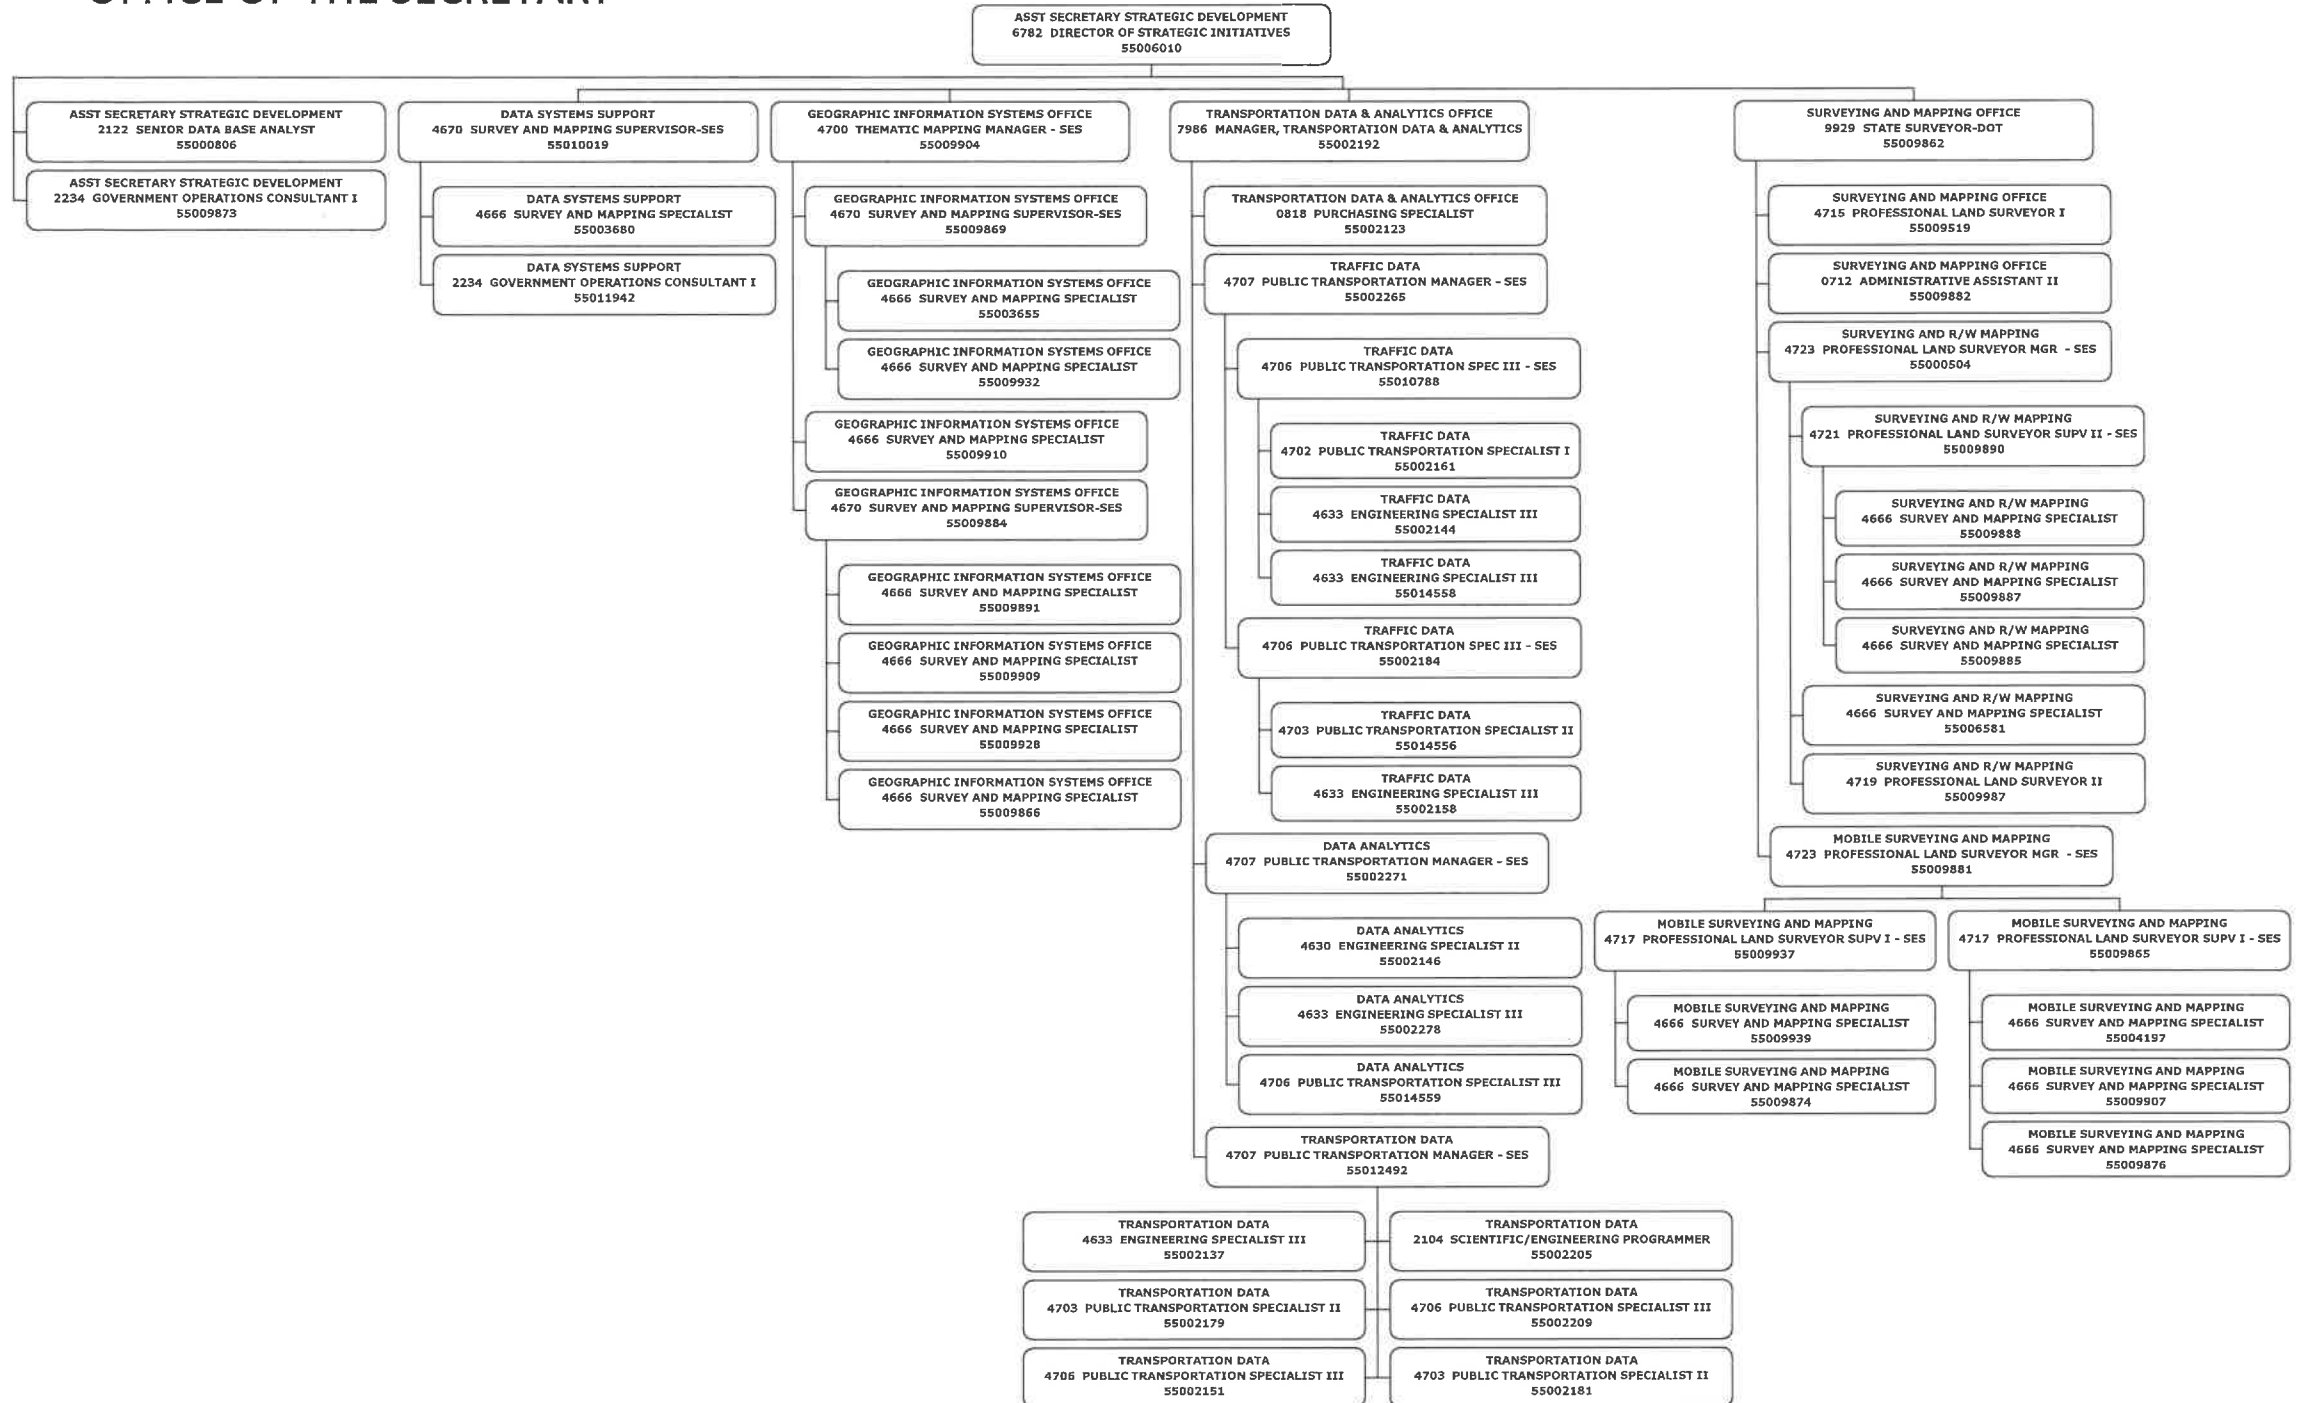 OFFICE OF THE SECRETARY
ASST SECRETARY STRATEGIC DEVELOPMENT
6782 DIRECTOR OF STRATEGIC INITIATIVES
55006010
ASST SECRETARY STRATEGIC DEVELOPMENT
2122 SENIOR DATA BASE ANALYST
55000806
ASST SECRETARY STRATEGIC DEVELOPMENT
2234 GOVERNMENT OPERATIONS CONSULTANT I
55009873
DATA SYSTEMS SUPPORT
4670 SURVEY AND MAPPING SUPERVISOR-SES
55010019
DATA SYSTEMS SUPPORT
4666 SURVEY AND MAPPING SPECIALIST
55003680
DATA SYSTEMS SUPPORT
2234 GOVERNMENT OPERATIONS CONSULTANT I
55011942
GEOGRAPHIC INFORMATION SYSTEMS OFFICE
4700 THEMATIC MAPPING MANAGER - SES
55009904
GEOGRAPHIC INFORMATION SYSTEMS OFFICE
4670 SURVEY AND MAPPING SUPERVISOR-SES
55009869
GEOGRAPHIC INFORMATION SYSTEMS OFFICE
4666 SURVEY AND MAPPING SPECIALIST
55003655
GEOGRAPHIC INFORMATION SYSTEMS OFFICE
4666 SURVEY AND MAPPING SPECIALIST
55009932
GEOGRAPHIC INFORMATION SYSTEMS OFFICE
4666 SURVEY AND MAPPING SPECIALIST
55009910
GEOGRAPHIC INFORMATION SYSTEMS OFFICE
4670 SURVEY AND MAPPING SUPERVISOR-SES
55009884
GEOGRAPHIC INFORMATION SYSTEMS OFFICE
4666 SURVEY AND MAPPING SPECIALIST
55009891
GEOGRAPHIC INFORMATION SYSTEMS OFFICE
4666 SURVEY AND MAPPING SPECIALIST
55009909
GEOGRAPHIC INFORMATION SYSTEMS OFFICE
4666 SURVEY AND MAPPING SPECIALIST
55009928
GEOGRAPHIC INFORMATION SYSTEMS OFFICE
4666 SURVEY AND MAPPING SPECIALIST
55009866
TRANSPORTATION DATA & ANALYTICS OFFICE
7986 MANAGER, TRANSPORTATION DATA & ANALYTICS
55002192
TRANSPORTATION DATA & ANALYTICS OFFICE
0818 PURCHASING SPECIALIST
55002123
TRAFFIC DATA
4707 PUBLIC TRANSPORTATION MANAGER - SES
55002265
TRAFFIC DATA
4706 PUBLIC TRANSPORTATION SPEC III - SES
55010788
TRAFFIC DATA
4702 PUBLIC TRANSPORTATION SPECIALIST I
55002161
TRAFFIC DATA
4633 ENGINEERING SPECIALIST III
55002144
TRAFFIC DATA
4633 ENGINEERING SPECIALIST III
55014558
TRAFFIC DATA
4706 PUBLIC TRANSPORTATION SPEC III - SES
55002184
TRAFFIC DATA
4703 PUBLIC TRANSPORTATION SPECIALIST II
55014556
TRAFFIC DATA
4633 ENGINEERING SPECIALIST III
55002158
DATA ANALYTICS
4707 PUBLIC TRANSPORTATION MANAGER - SES
55002271
DATA ANALYTICS
4630 ENGINEERING SPECIALIST II
55002146
DATA ANALYTICS
4633 ENGINEERING SPECIALIST III
55002278
DATA ANALYTICS
4706 PUBLIC TRANSPORTATION SPECIALIST III
55014559
TRANSPORTATION DATA
4707 PUBLIC TRANSPORTATION MANAGER - SES
55012492
TRANSPORTATION DATA
4633 ENGINEERING SPECIALIST III
55002137
TRANSPORTATION DATA
2104 SCIENTIFIC/ENGINEERING PROGRAMMER
55002205
TRANSPORTATION DATA
4703 PUBLIC TRANSPORTATION SPECIALIST II
55002179
TRANSPORTATION DATA
4706 PUBLIC TRANSPORTATION SPECIALIST III
55002209
TRANSPORTATION DATA
4706 PUBLIC TRANSPORTATION SPECIALIST III
55002151
TRANSPORTATION DATA
4703 PUBLIC TRANSPORTATION SPECIALIST II
55002181
SURVEYING AND MAPPING OFFICE
9929 STATE SURVEYOR-DOT
55009862
SURVEYING AND MAPPING OFFICE
4715 PROFESSIONAL LAND SURVEYOR I
55009519
SURVEYING AND MAPPING OFFICE
0712 ADMINISTRATIVE ASSISTANT II
55009882
SURVEYING AND R/W MAPPING
4723 PROFESSIONAL LAND SURVEYOR MGR - SES
55000504
SURVEYING AND R/W MAPPING
4721 PROFESSIONAL LAND SURVEYOR SUPV II - SES
55009890
SURVEYING AND R/W MAPPING
4666 SURVEY AND MAPPING SPECIALIST
55009888
SURVEYING AND R/W MAPPING
4666 SURVEY AND MAPPING SPECIALIST
55009887
SURVEYING AND R/W MAPPING
4666 SURVEY AND MAPPING SPECIALIST
55009885
SURVEYING AND R/W MAPPING
4666 SURVEY AND MAPPING SPECIALIST
55006581
SURVEYING AND R/W MAPPING
4719 PROFESSIONAL LAND SURVEYOR II
55009987
MOBILE SURVEYING AND MAPPING
4723 PROFESSIONAL LAND SURVEYOR MGR - SES
55009881
MOBILE SURVEYING AND MAPPING
4717 PROFESSIONAL LAND SURVEYOR SUPV I - SES
55009937
MOBILE SURVEYING AND MAPPING
4666 SURVEY AND MAPPING SPECIALIST
55009939
MOBILE SURVEYING AND MAPPING
4666 SURVEY AND MAPPING SPECIALIST
55009874
MOBILE SURVEYING AND MAPPING
4717 PROFESSIONAL LAND SURVEYOR SUPV I - SES
55009865
MOBILE SURVEYING AND MAPPING
4666 SURVEY AND MAPPING SPECIALIST
55004197
MOBILE SURVEYING AND MAPPING
4666 SURVEY AND MAPPING SPECIALIST
55009907
MOBILE SURVEYING AND MAPPING
4666 SURVEY AND MAPPING SPECIALIST
55009876